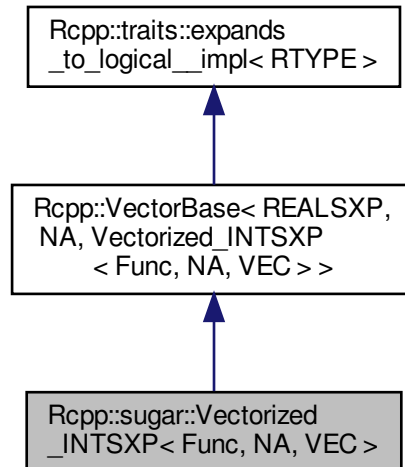 Rcpp::traits::expands
_to_logical__impl< RTYPE >
Rcpp::VectorBase< REALSXP,
NA, Vectorized_INTSXP
< Func, NA, VEC > >
Rcpp::sugar::Vectorized
_INTSXP< Func, NA, VEC >